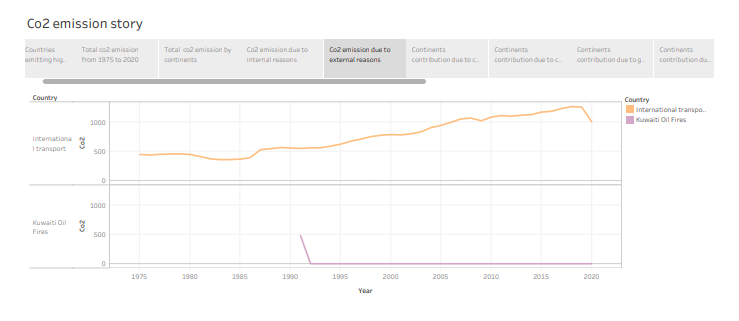 Co2 emission story
Countries
emitting hig..
Total co2 emission
from 1975 to 2020
Total co2 emission by
continents
Co2 emission due to
internal reasons
Co2 emission due to
external reasons
Continents
contribution due to c..
Continents
contribution due to c..
Continents
contribution due to g..
Continents
contribution du..
Country
Internationa
l transport
Co2
1000
500
0
Kuwaiti Oil
Fires
Co2
1000
500
0
1975 1980 1985 1990 1995 2000 2005 2010 2015 2020
Year
Country
International transpo..
Kuwaiti Oil Fires